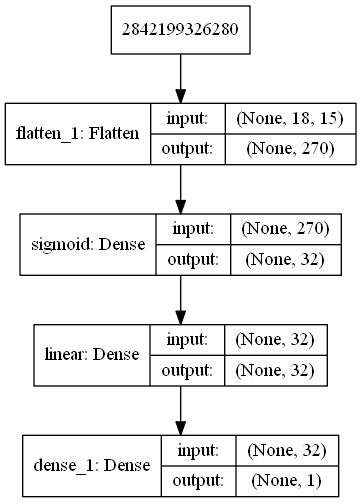 2842199326280
flatten_1: Flatten
input: (None, 18, 15)
output: (None, 270)
sigmoid: Dense
input: (None, 270)
output: (None, 32)
linear: Dense
input: (None, 32)
output: (None, 32)
dense_1: Dense
input: (None, 32)
output: (None, 1)